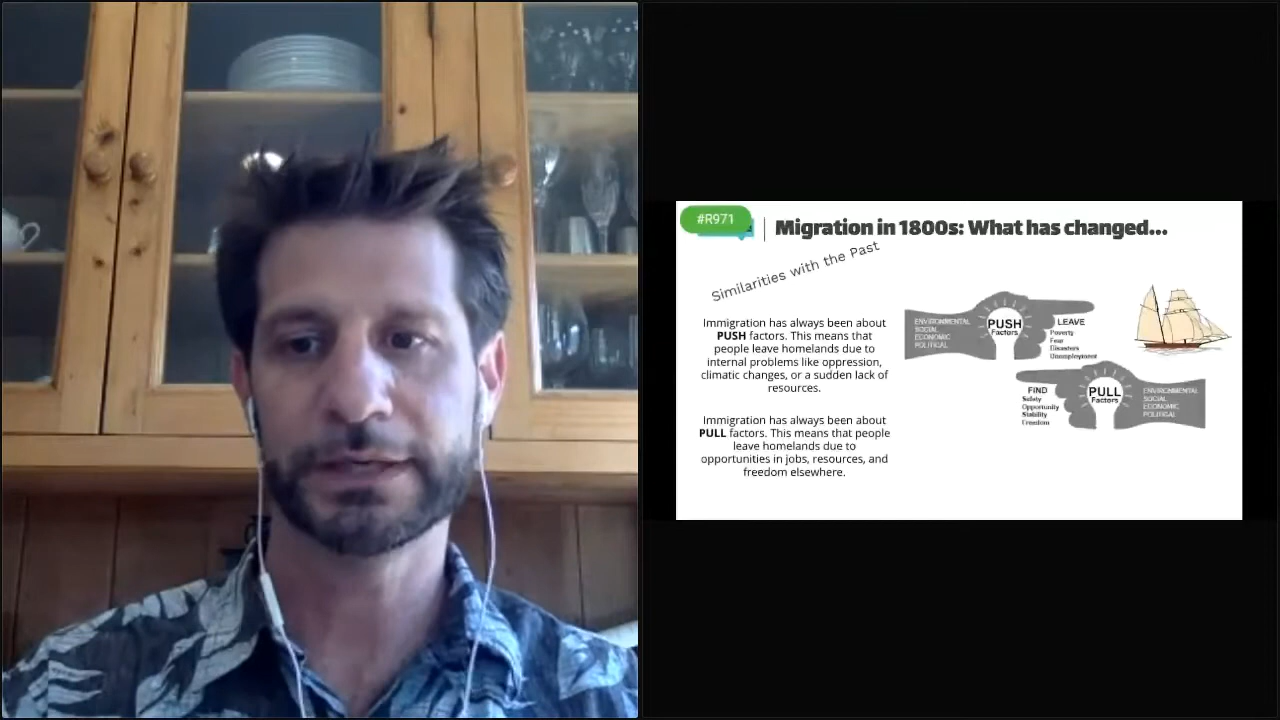 #R971
Migration in 1800s: What has changed...
Similarities with the Past
Immigration has always been about
PUSH factors. This means that
people leave homelands due to
internal problems like oppression,
climatic changes, or a sudden lack of
resources.
Immigration has always been about
PULL factors. This means that people
leave homelands due to
opportunities in jobs, resources, and
freedom elsewhere.
ENVIRONMENTAL
SOCIAL
ECONOMIC
POLITICAL
PUSH
Factors
LEAVE
Poverty
Fear
Disasters
Unemployment
FIND
Safety
Opportunity
Stability
Freedom
PULL
Factors
ENVIRONMENTAL
SOCIAL
ECONOMIC
POLITICAL